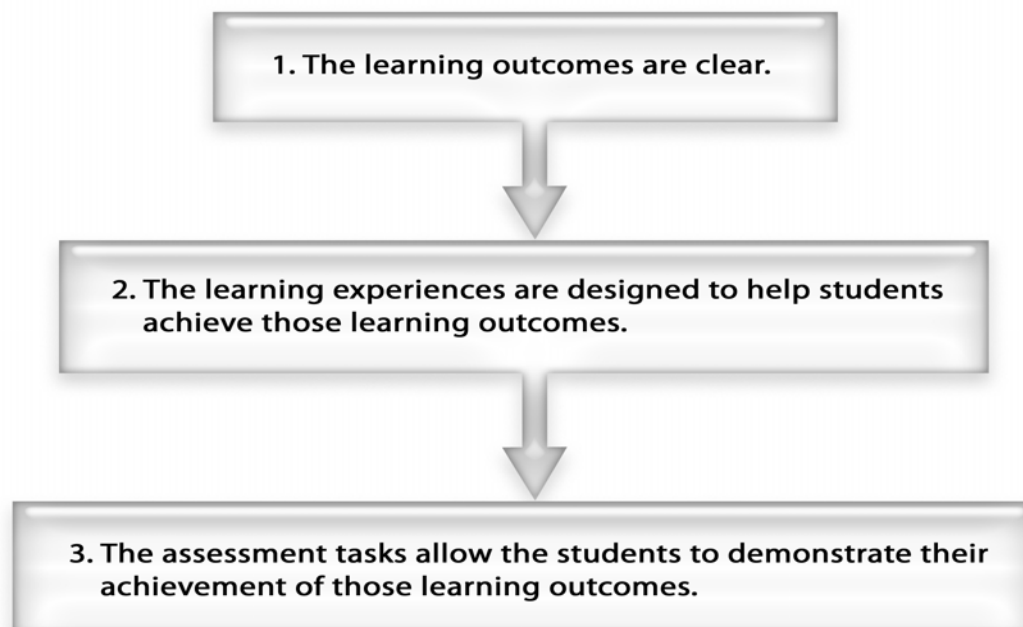 1. The learning outcomes are clear.
2. The learning experiences are designed to help students
achieve those learning outcomes.
3. The assessment tasks allow the students to demonstrate their
achievement of those learning outcomes.